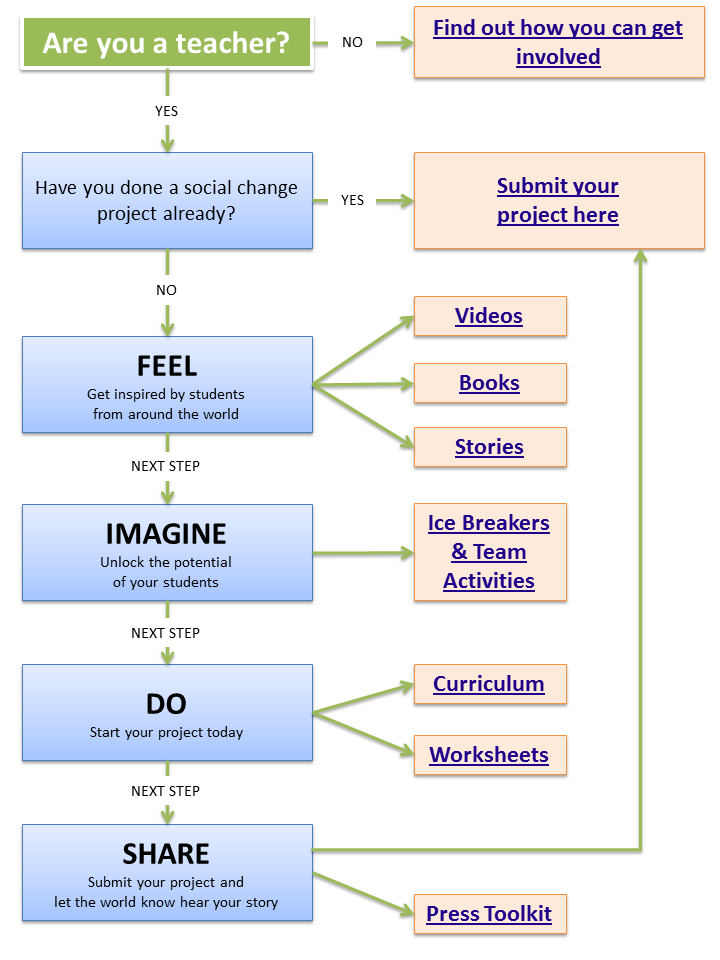 Are you a teacher?
NO
Find out how you can get
involved
YES
Have you done a social change
project already?
YES
Submit your
project here
NO
FEEL
Get inspired by students
from around the world
Videos
Books
Stories
NEXT STEP
IMAGINE
Unlock the potential
of your students
Ice Breakers
& Team
Activities
NEXT STEP
DO
Start your project today
Curriculum
Worksheets
NEXT STEP
SHARE
Submit your project and
let the world know hear your story
Press Toolkit